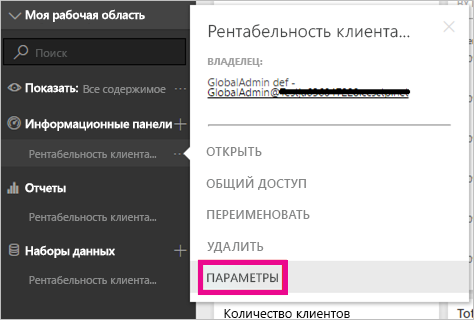 Моя рабочая область
Поиск
Показать: Все содержимое
Информационные панели
Рентабельность клиента...
Отчеты
Рентабельность клиента...
Наборы данных
Рентабельность клиента...
Рентабельность клиента...
ВЛАДЕЛЕЦ:
GlobalAdmin def -
GlobalAdmin@
ОТКРЫТЬ
ОБЩИЙ ДОСТУП
ПЕРЕИМЕНОВАТЬ
УДАЛИТЬ
ПАРАМЕТРЫ
Количество клиентов
Tot